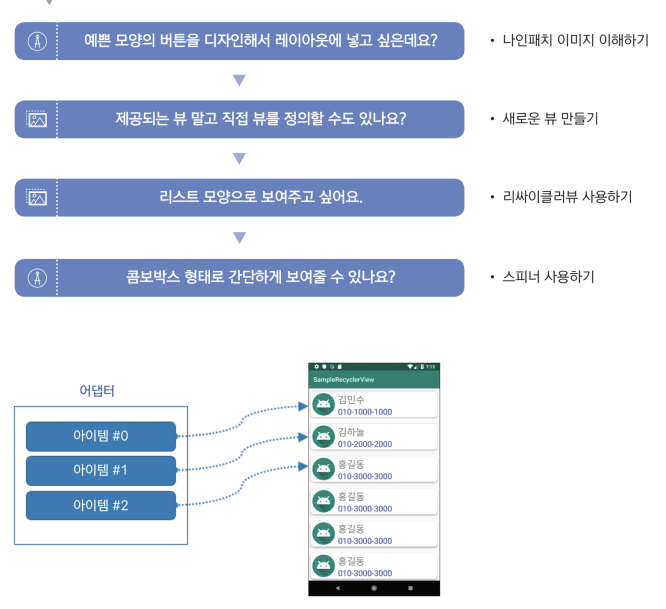 예쁜 모양의 버튼을 디자인해서 레이아웃에 넣고 싶은데요?
• 나인패치 이미지 이해하기
제공되는 뷰 말고 직접 뷰를 정의할 수도 있나요?
• 새로운 뷰 만들기
리스트 모양으로 보여주고 싶어요.
• 리싸이클러뷰 사용하기
콤보박스 형태로 간단하게 보여줄 수 있나요?
• 스피너 사용하기
어댑터
아이템 #0
아이템 #1
아이템 #2
7:15
SampleRecyclerView
김민수
010-1000-1000
김하늘
010-2000-2000
홍길동
010-3000-3000
홍길동
010-3000-3000
홍길동
010-3000-3000
홍길동
010-3000-3000